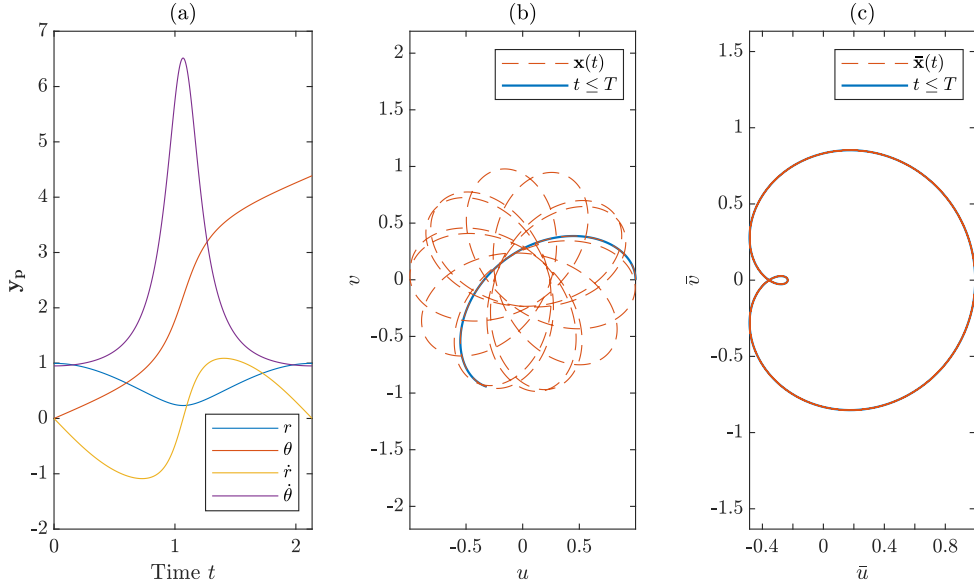 (a)
7
6
5
4
3
2
1
0
-1
-2
0
1
2
Time t
y_p
r
θ
ṙ
θ̇
(b)
2
1.5
1
0.5
0
-0.5
-1
-1.5
-2
-0.5
0
0.5
u
v
x(t)
t ≤ T
(c)
1.5
1
0.5
0
-0.5
-1
-1.5
-0.4
0
0.4
0.8
ū
v̄
x̄(t)
t ≤ T